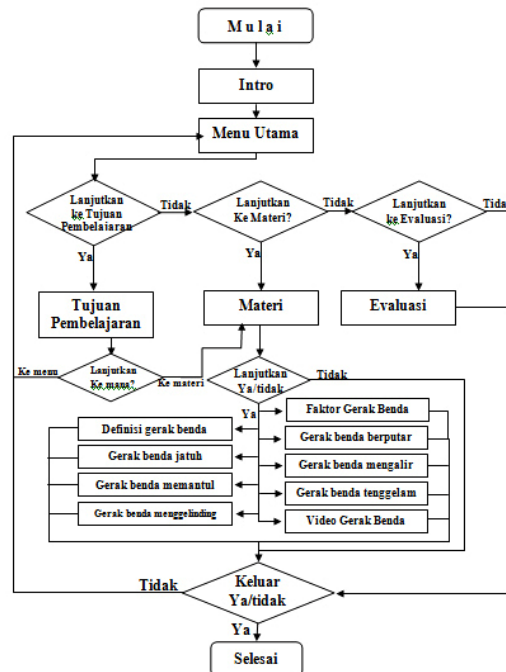 M u l a i
Intro
Menu Utama
Lanjutkan
ke Tujuan
Pembelajaran
Tidak
Lanjutkan
Ke Materi?
Tidak
Lanjutkan
ke Evaluasi?
Tidak
Ya
Ya
Ya
Tujuan
Pembelajaran
Materi
Evaluasi
Ke menu
Lanjutkan
Ke mana?
Ke materi
Lanjutkan
Ya/tidak
Tidak
Ya
Definisi gerak benda
Gerak benda jatuh
Gerak benda memantul
Gerak benda menggelinding
Faktor Gerak Benda
Gerak benda berputar
Gerak benda mengalir
Gerak benda tenggelam
Video Gerak Benda
Tidak
Keluar
Ya/tidak
Ya
Selesai